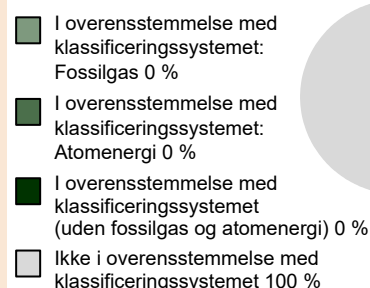 I overensstemmelse med
klassificeringssystemet:
Fossilgas 0 %
I overensstemmelse med
klassificeringssystemet:
Atomenergi 0 %
I overensstemmelse med
klassificeringssystemet
(uden fossilgas og atomenergi) 0 %
Ikke i overensstemmelse med
klassificeringssystemet 100 %